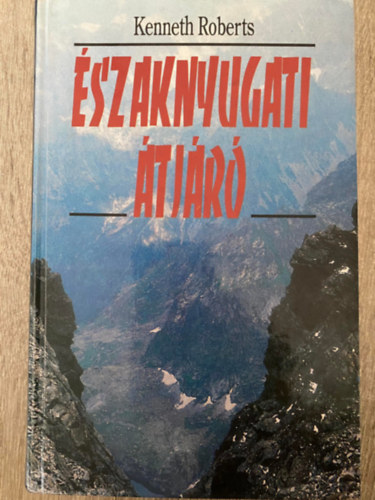 Kenneth Roberts
ÉSZAKNYUGATI
ÁTJÁRÓ